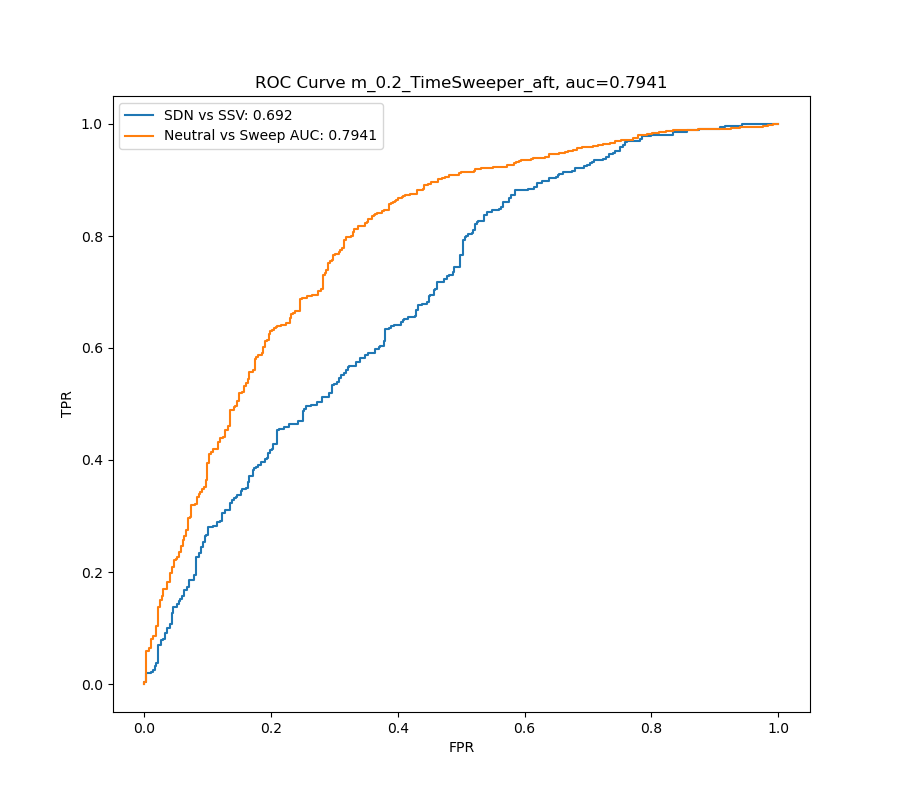 ROC Curve m_0.2_TimeSweeper_aft, auc=0.7941
SDN vs SSV: 0.692
Neutral vs Sweep AUC: 0.7941
1.0
0.8
0.6
0.4
0.2
0.0
TPR
0.0 0.2 0.4 0.6 0.8 1.0
FPR